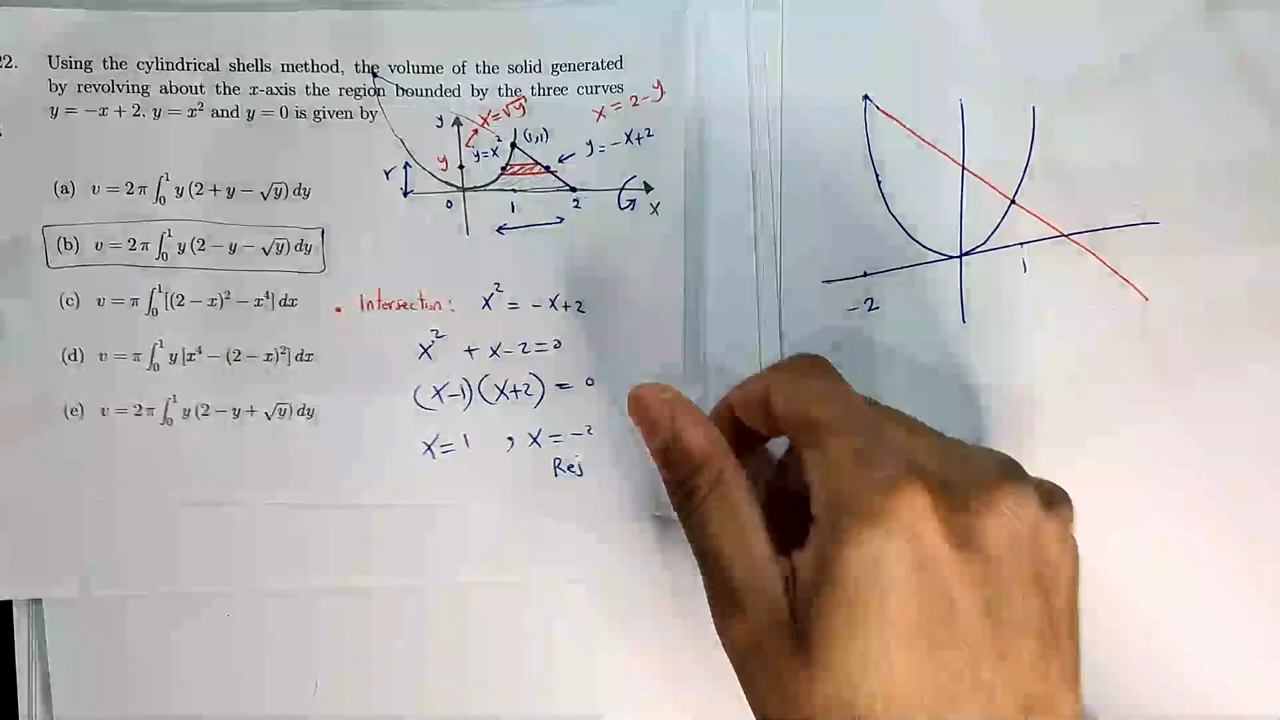 22. Using the cylindrical shells method, the volume of the solid generated
by revolving about the x-axis the region bounded by the three curves
y = −x + 2, y = x² and y = 0 is given by
(a) v = 2π ∫₀¹ y (2 + y − √y) dy
(b) v = 2π ∫₀¹ y (2 − y − √y) dy
(c) v = π ∫₀¹ [(2 − x)² − x⁴] dx
(d) v = π ∫₀¹ y [x⁴ − (2 − x)²] dx
(e) v = 2π ∫₀¹ y (2 − y + √y) dy
x = √y
x = 2 − y
y
(1,1)
y = x²
y = −x + 2
y
r
0
1
2
x
• Intersection: x² = −x + 2
x² + x − 2 = 0
(x − 1)(x + 2) = 0
x = 1 , x = −2
Rej
−2
1